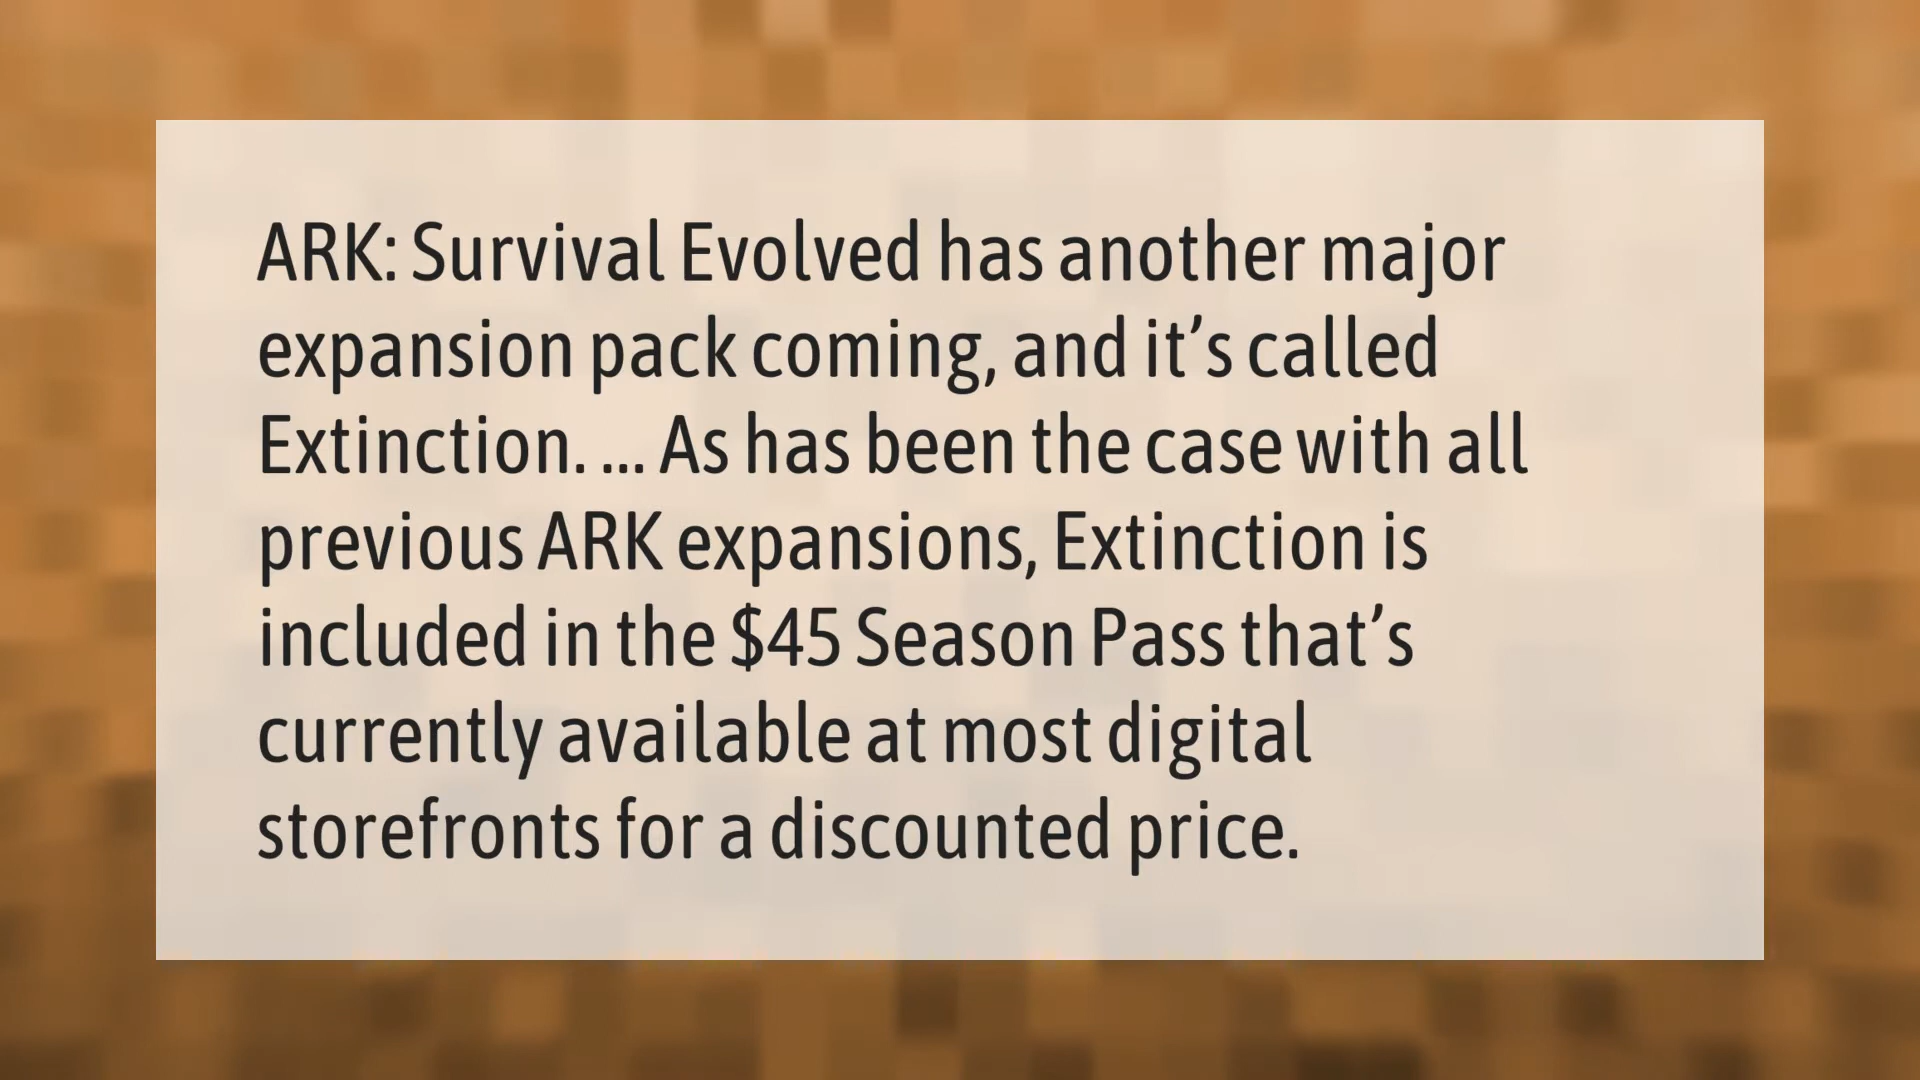 ARK: Survival Evolved has another major
expansion pack coming, and it’s called
Extinction. ... As has been the case with all
previous ARK expansions, Extinction is
included in the $45 Season Pass that’s
currently available at most digital
storefronts for a discounted price.